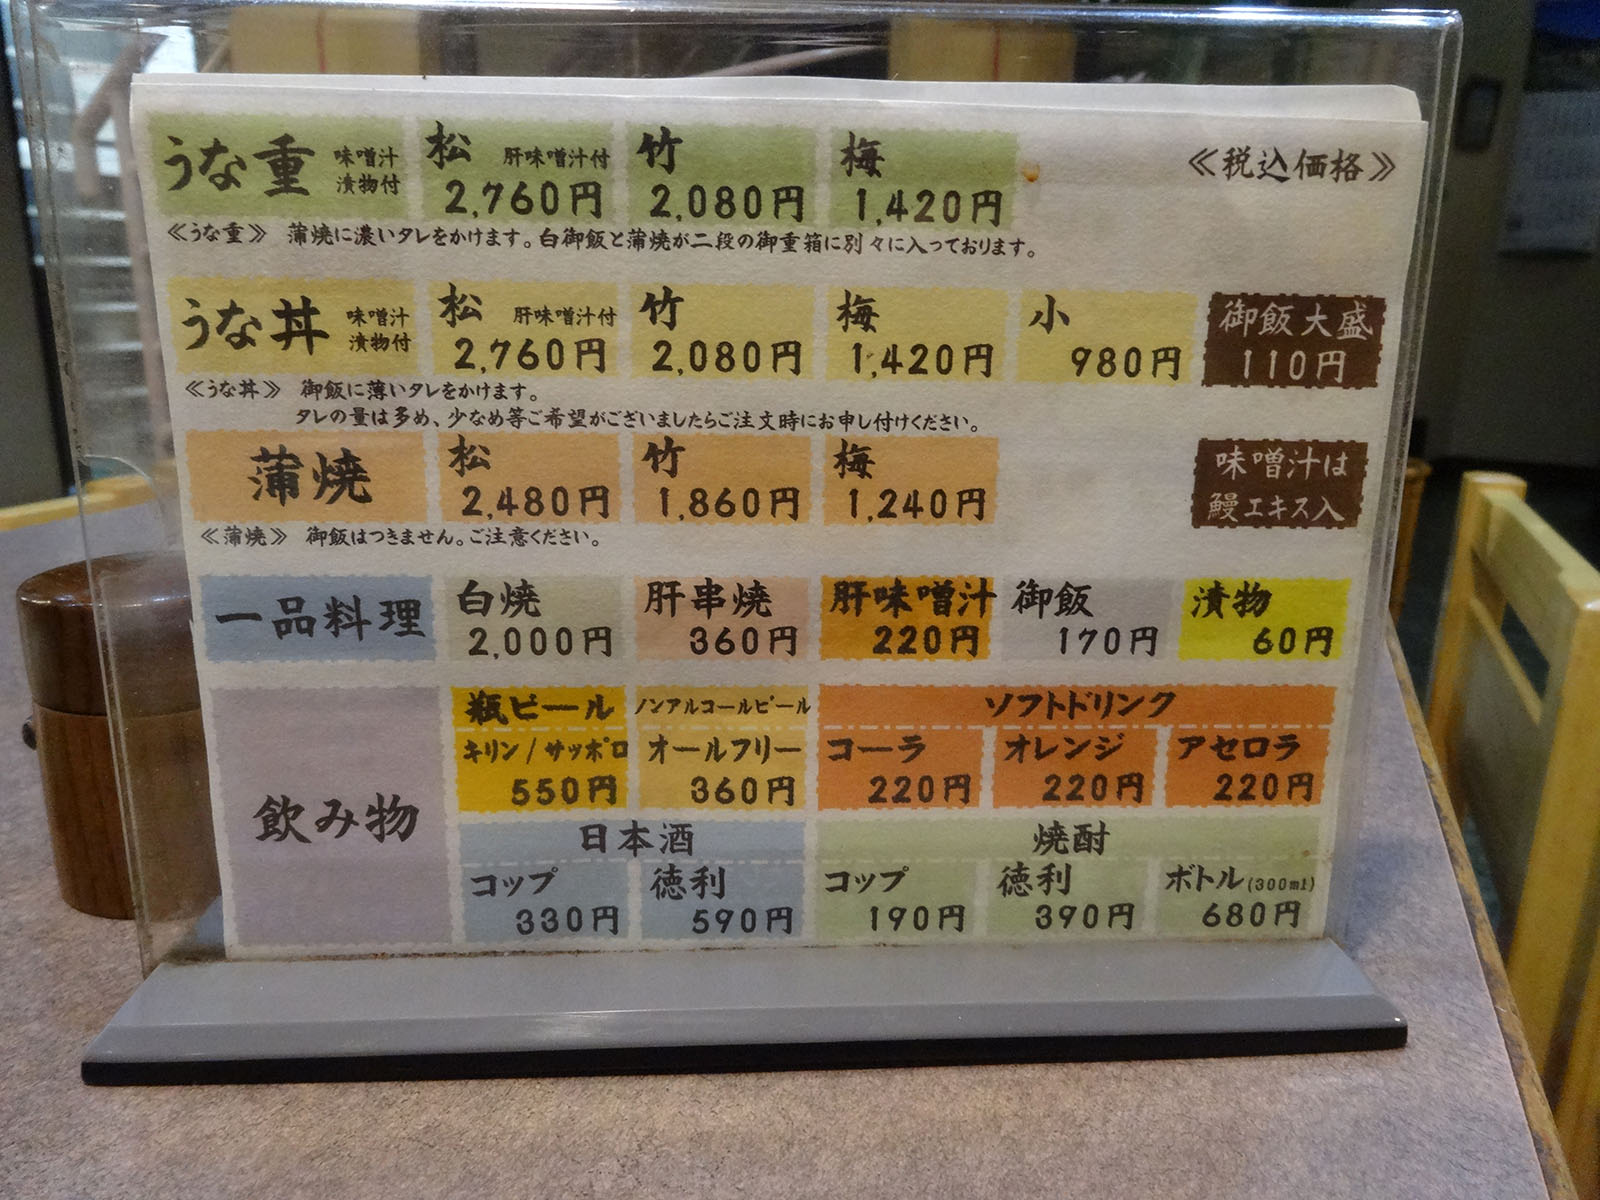 うな重 味噌汁 漬物付 松 肝味噌汁付 2,760円 竹 2,080円 梅 1,420円 ≪税込価格≫
≪うな重≫ 蒲焼に濃いタレをかけます。白御飯と蒲焼が二段の御重箱に別々に入っております。
うな丼 味噌汁 漬物付 松 肝味噌汁付 2,760円 竹 2,080円 梅 1,420円 小 980円 御飯大盛 110円
≪うな丼≫ 御飯に薄いタレをかけます。
タレの量は多め、少なめ等ご希望がございましたらご注文時にお申し付けください。
蒲焼 松 2,480円 竹 1,860円 梅 1,240円 味噌汁は 鰻エキス入
≪蒲焼≫ 御飯はつきません。ご注意ください。
一品料理 白焼 2,000円 肝串焼 360円 肝味噌汁 220円 御飯 170円 漬物 60円
飲み物
瓶ビール ノンアルコールビール ソフトドリンク
キリン/サッポロ オールフリー コーラ オレンジ アセロラ
550円 360円 220円 220円 220円
日本酒 焼酎
コップ 徳利 コップ 徳利 ボトル(300ml)
330円 590円 190円 390円 680円